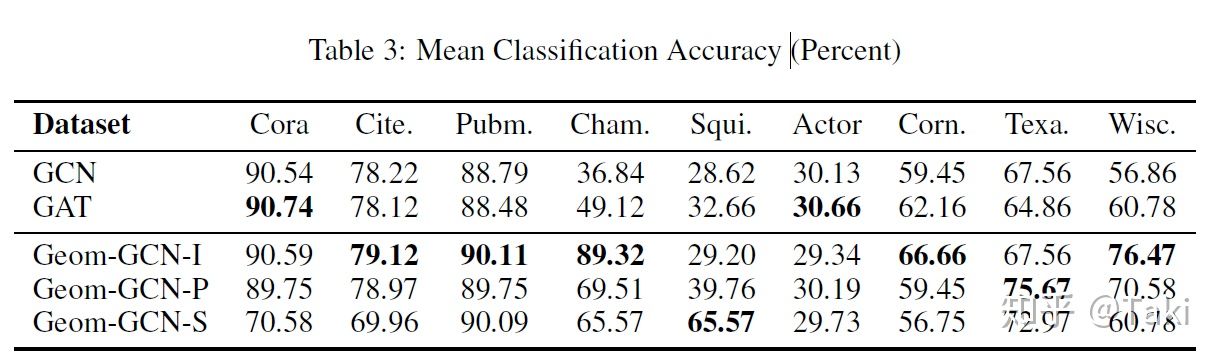 Table 3: Mean Classification Accuracy (Percent)
Dataset Cora Cite. Pubm. Cham. Squi. Actor Corn. Texa. Wisc.
GCN 90.54 78.22 88.79 36.84 28.62 30.13 59.45 67.56 56.86
GAT 90.74 78.12 88.48 49.12 32.66 30.66 62.16 64.86 60.78
Geom-GCN-I 90.59 79.12 90.11 89.32 29.20 29.34 66.66 67.56 76.47
Geom-GCN-P 89.75 78.97 89.75 69.51 39.76 30.19 59.45 75.67 70.58
Geom-GCN-S 70.58 69.96 90.09 65.57 65.57 29.73 56.75 72.97 60.78
知乎 @Taki